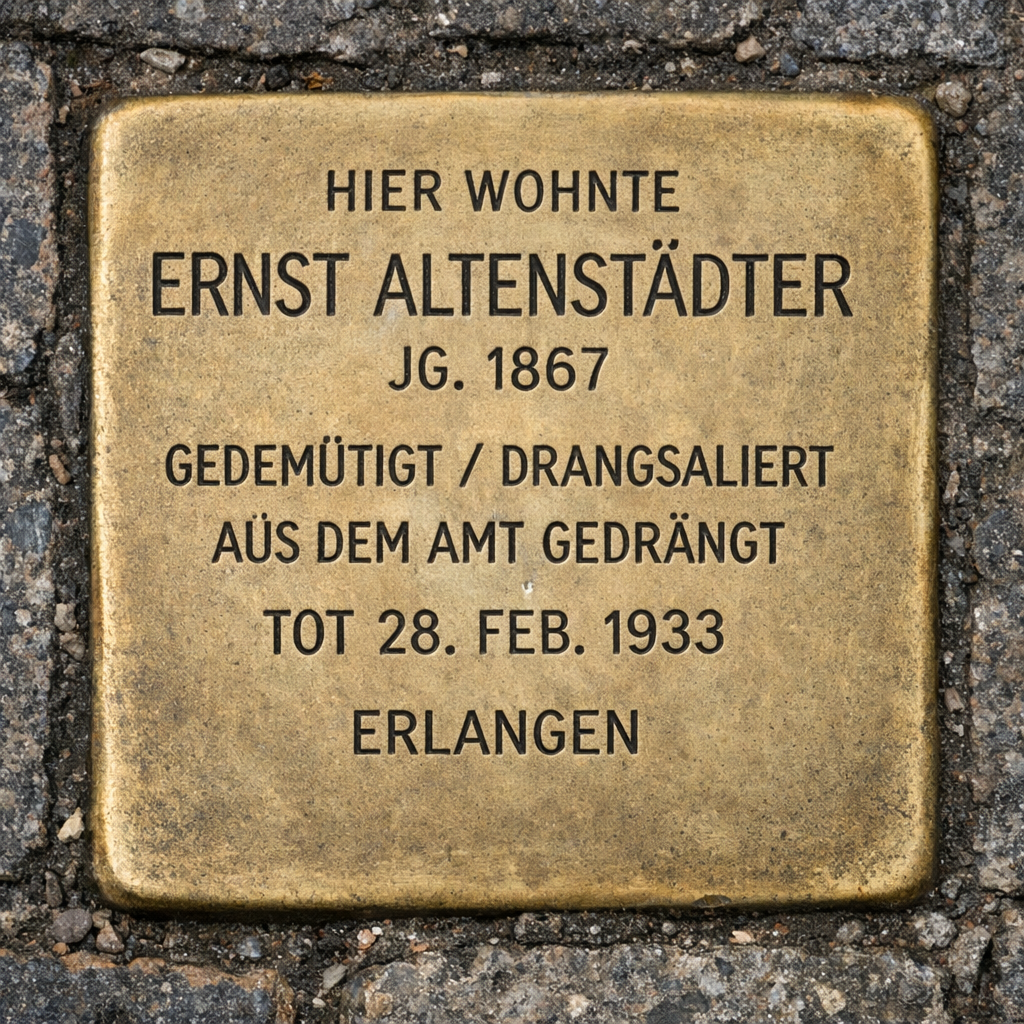 HIER WOHNTE
ERNST ALTENSTÄDTER
JG. 1867
GEDEMÜTIGT / DRANGSALIERT
AÜS DEM AMT GEDRÄNGT
TOT 28. FEB. 1933
ERLANGEN